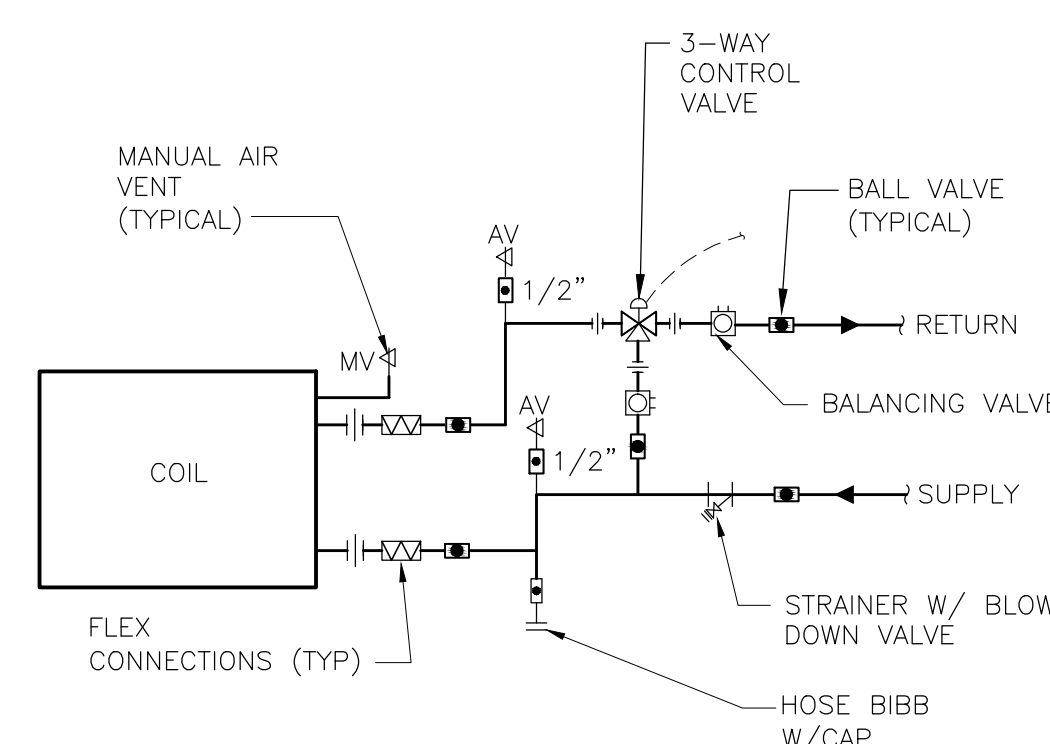 3-WAY
CONTROL
VALVE
MANUAL AIR
VENT
(TYPICAL)
BALL VALVE
(TYPICAL)
AV
1/2"
RETURN
MV
BALANCING VALVE
AV
1/2"
COIL
SUPPLY
STRAINER W/ BLOW
DOWN VALVE
FLEX
CONNECTIONS (TYP)
HOSE BIBB
W/CAP